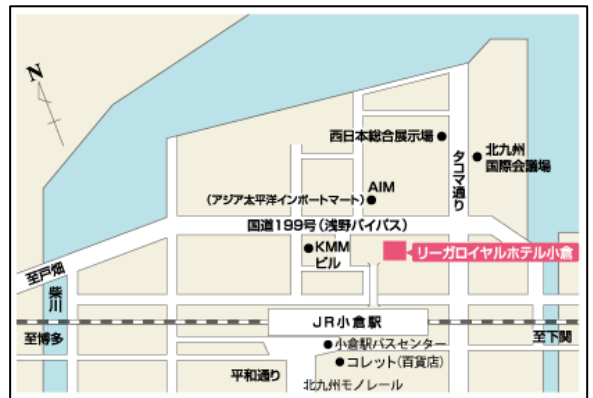 N
西日本総合展示場
北九州
国際会議場
タコマ通り
AIM
(アジア太平洋インポートマート)
国道199号(浅野バイパス)
KMM
ビル
リーガロイヤルホテル小倉
至戸畑
柴川
JR小倉駅
至博多
至下関
小倉駅バスセンター
コレット(百貨店)
平和通り
北九州モノレール